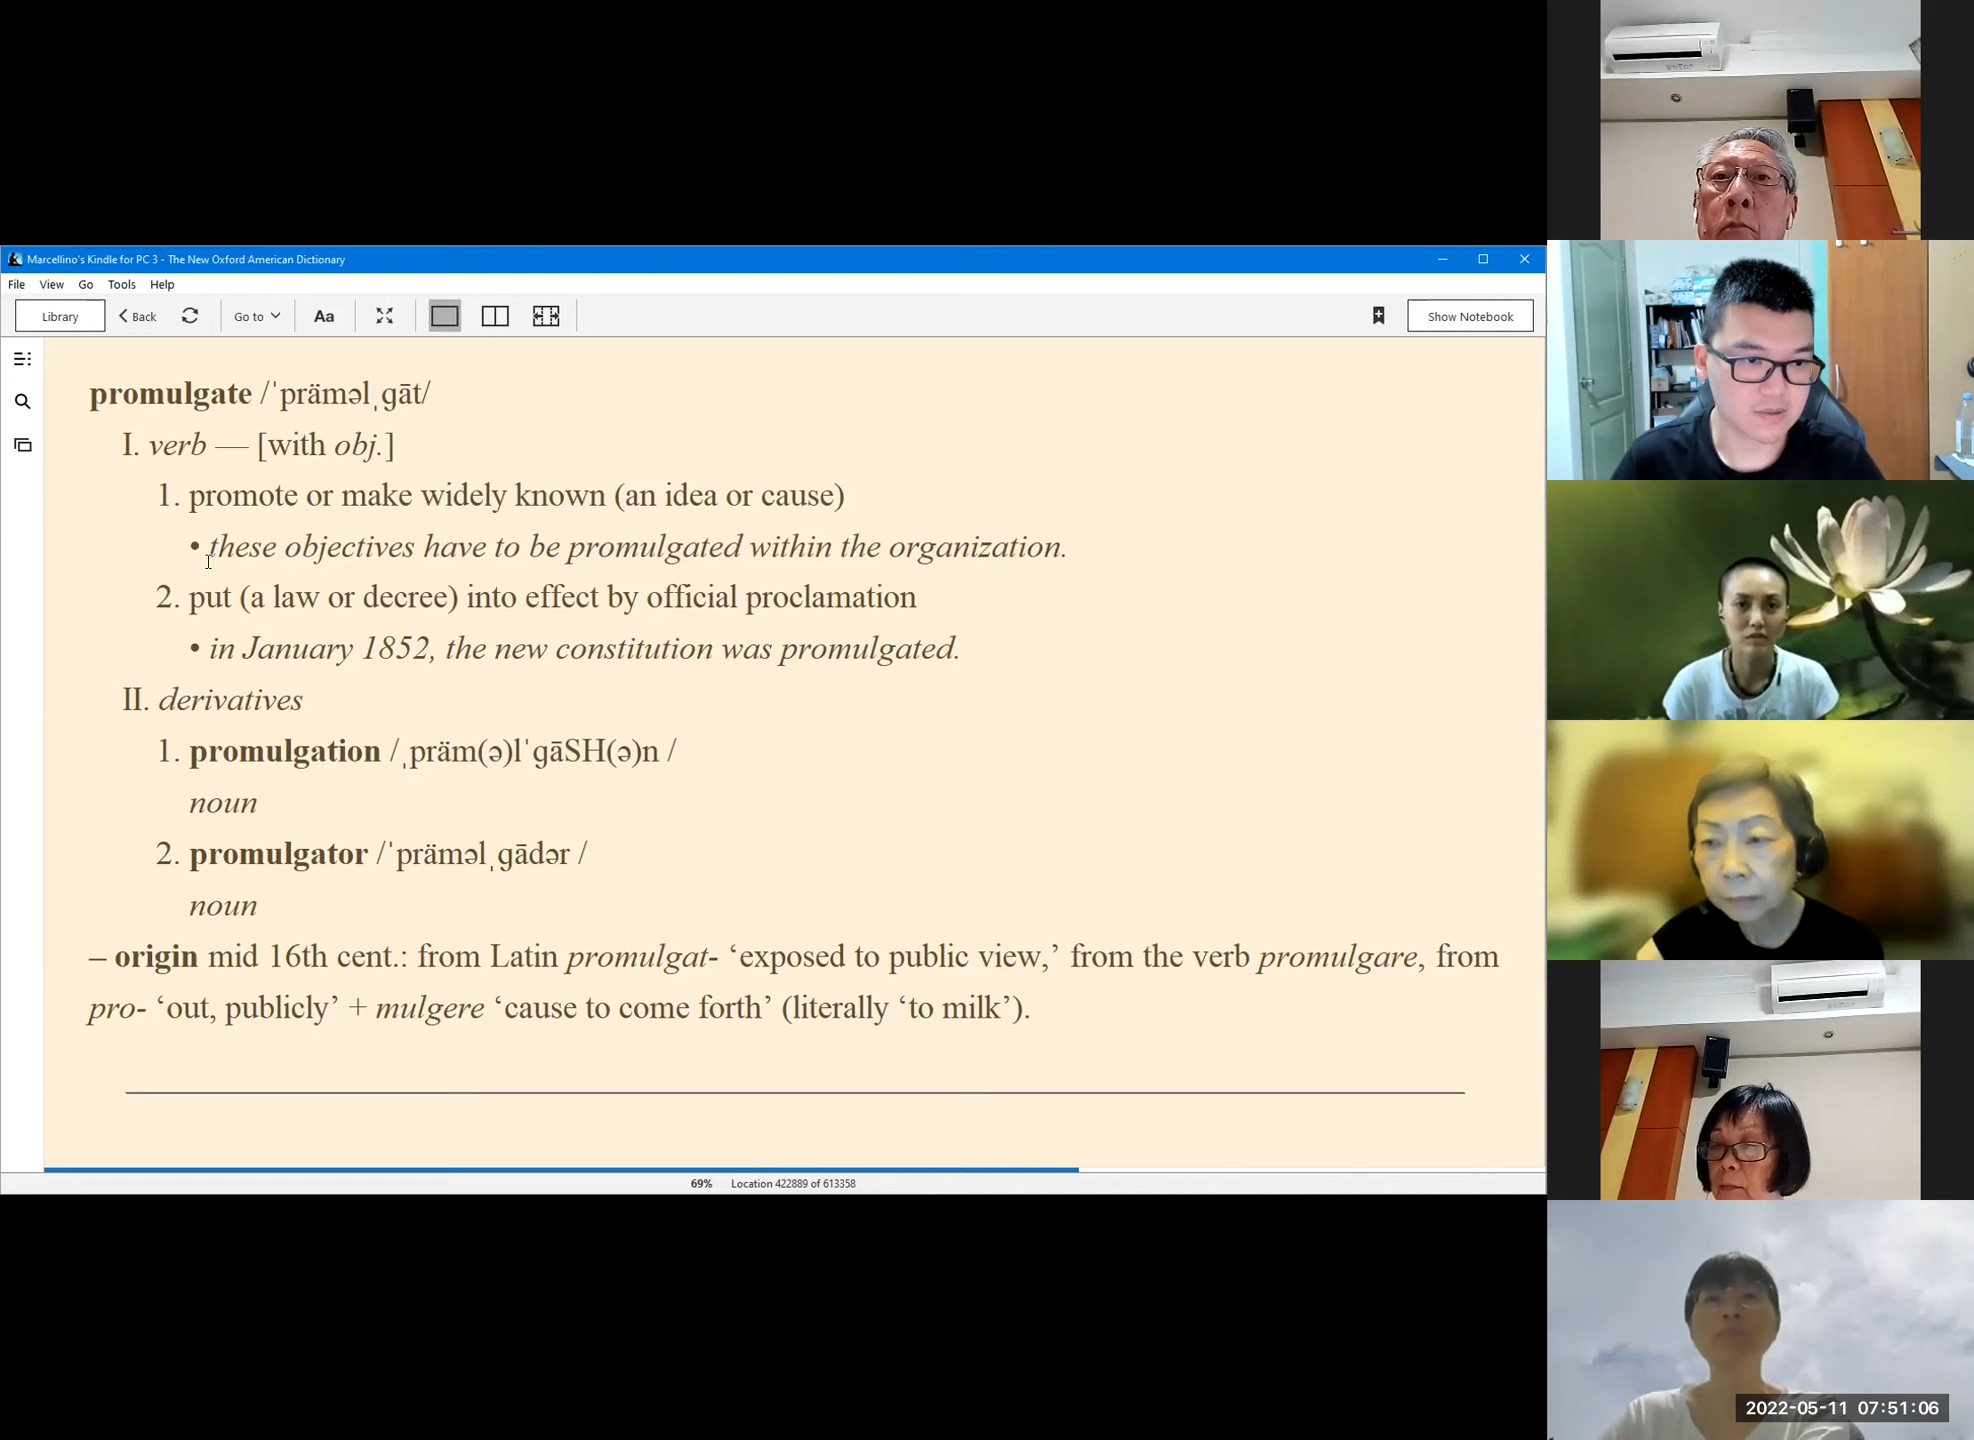 Marcellino's Kindle for PC 3 - The New Oxford American Dictionary
File View Go Tools Help
Library Back Go to Aa Show Notebook
promulgate /ˈpräməlˌɡāt/
I. verb — [with obj.]
1. promote or make widely known (an idea or cause)
• these objectives have to be promulgated within the organization.
2. put (a law or decree) into effect by official proclamation
• in January 1852, the new constitution was promulgated.
II. derivatives
1. promulgation /ˌpräm(ə)lˈɡāSH(ə)n /
noun
2. promulgator /ˈpräməlˌɡādər /
noun
– origin mid 16th cent.: from Latin promulgat- ‘exposed to public view,’ from the verb promulgare, from
pro- ‘out, publicly’ + mulgere ‘cause to come forth’ (literally ‘to milk’).
69% Location 422889 of 613358
2022-05-11 07:51:06